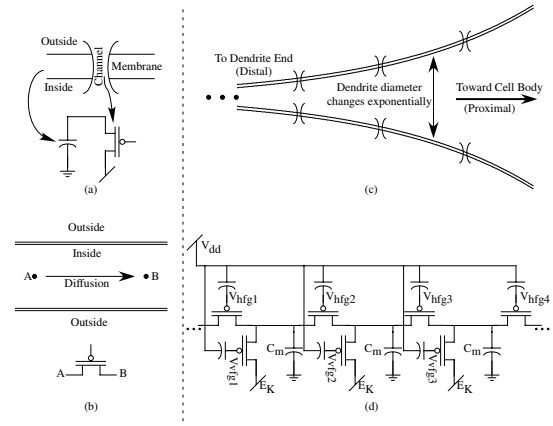 Outside
Channel
Membrane
Inside
(a)
To Dendrite End
(Distal)
Dendrite diameter
changes exponentially
Toward Cell Body
(Proximal)
(c)
Outside
Inside
A
B
Diffusion
Outside
A
B
(b)
Vdd
Vhfg1
Vhfg2
Vhfg3
Vhfg4
Cm
Cm
Cm
Vvfg1
Vvfg2
Vvfg3
EK
EK
EK
(d)